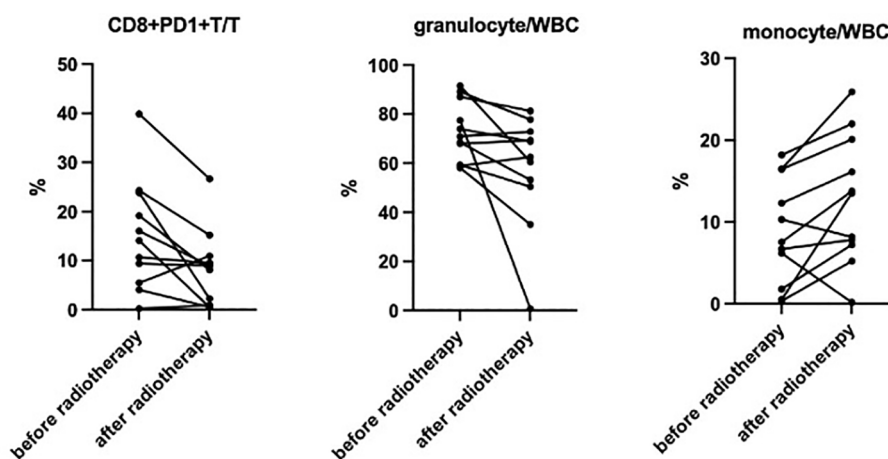 CD8+PD1+T/T
50
40
30
20
10
0
%
before radiotherapy
after radiotherapy
granulocyte/WBC
100
80
60
40
20
0
%
before radiotherapy
after radiotherapy
monocyte/WBC
30
20
10
0
%
before radiotherapy
after radiotherapy